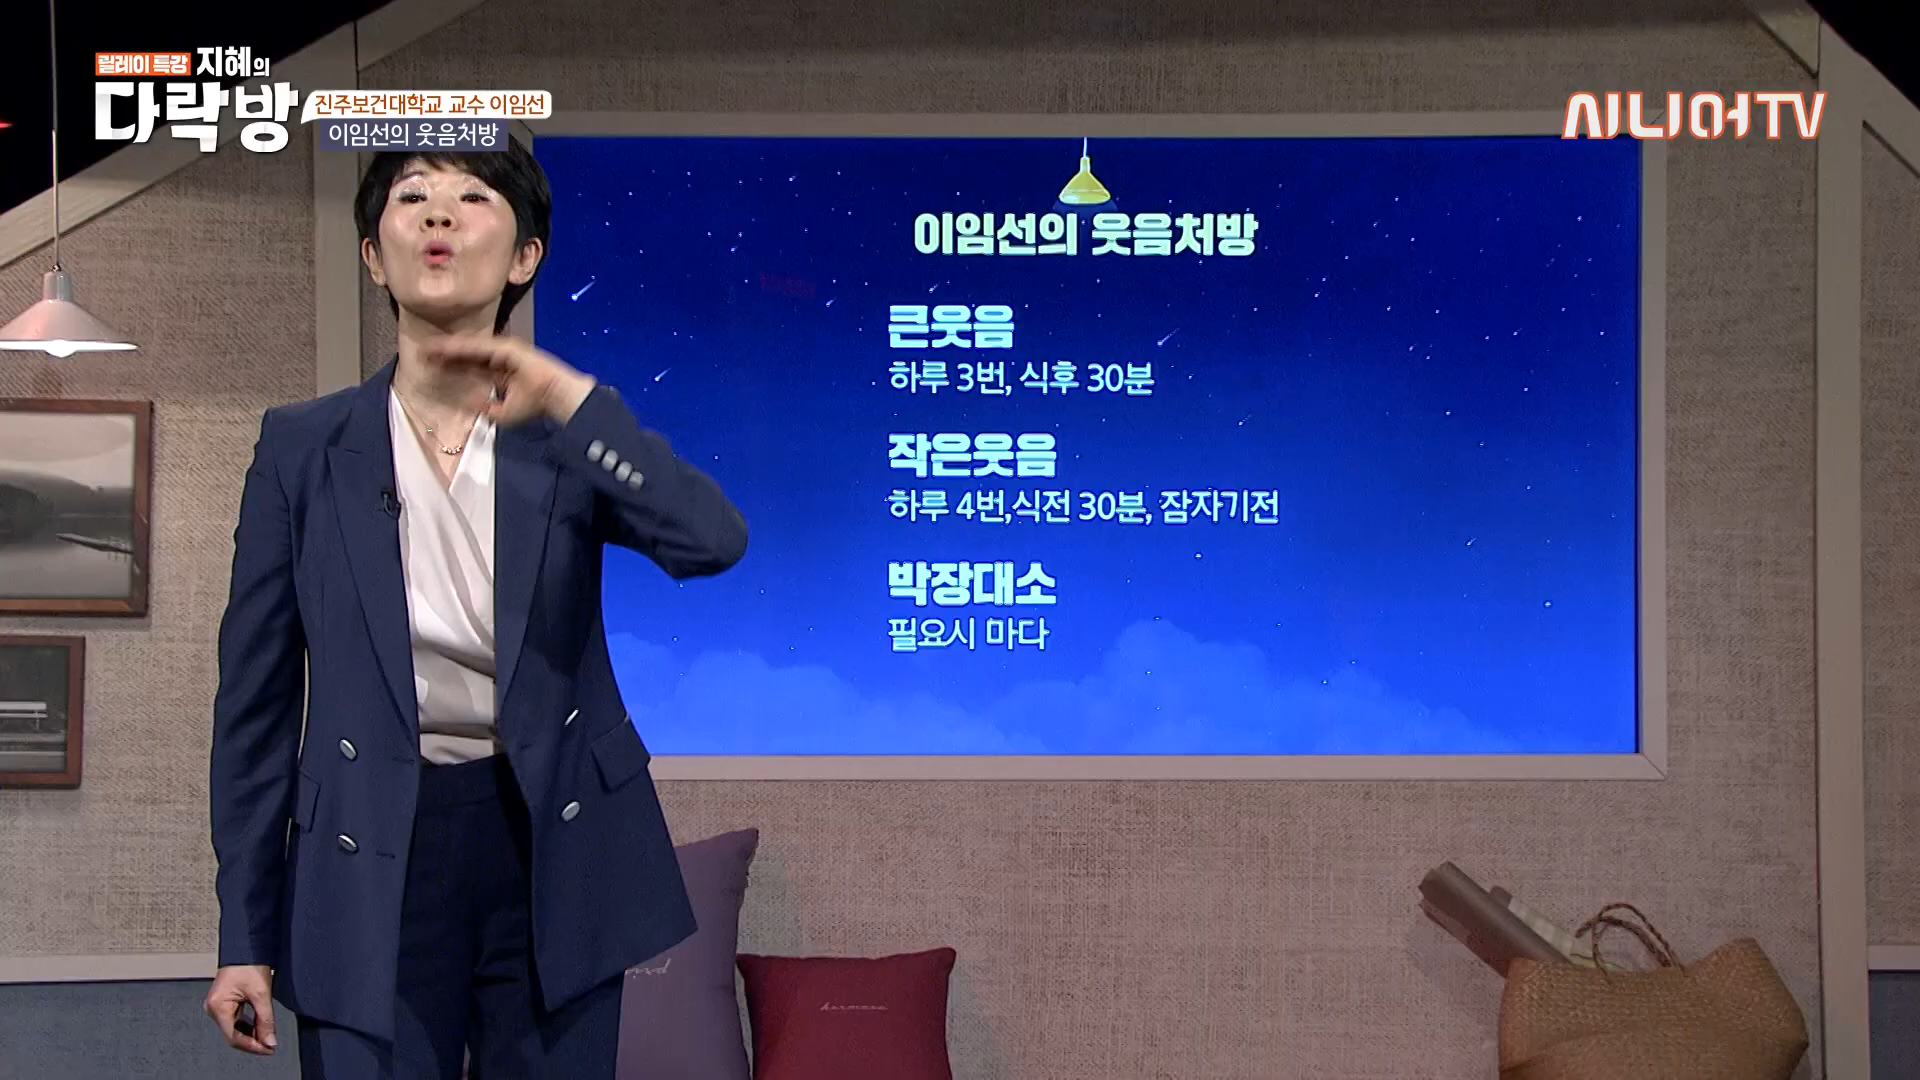 릴레이 특강 지혜의
다락방
진주보건대학교 교수 이임선
이임선의 웃음처방
시니어TV
이임선의 웃음처방
큰웃음
하루 3번, 식후 30분
작은웃음
하루 4번,식전 30분, 잠자기전
박장대소
필요시 마다